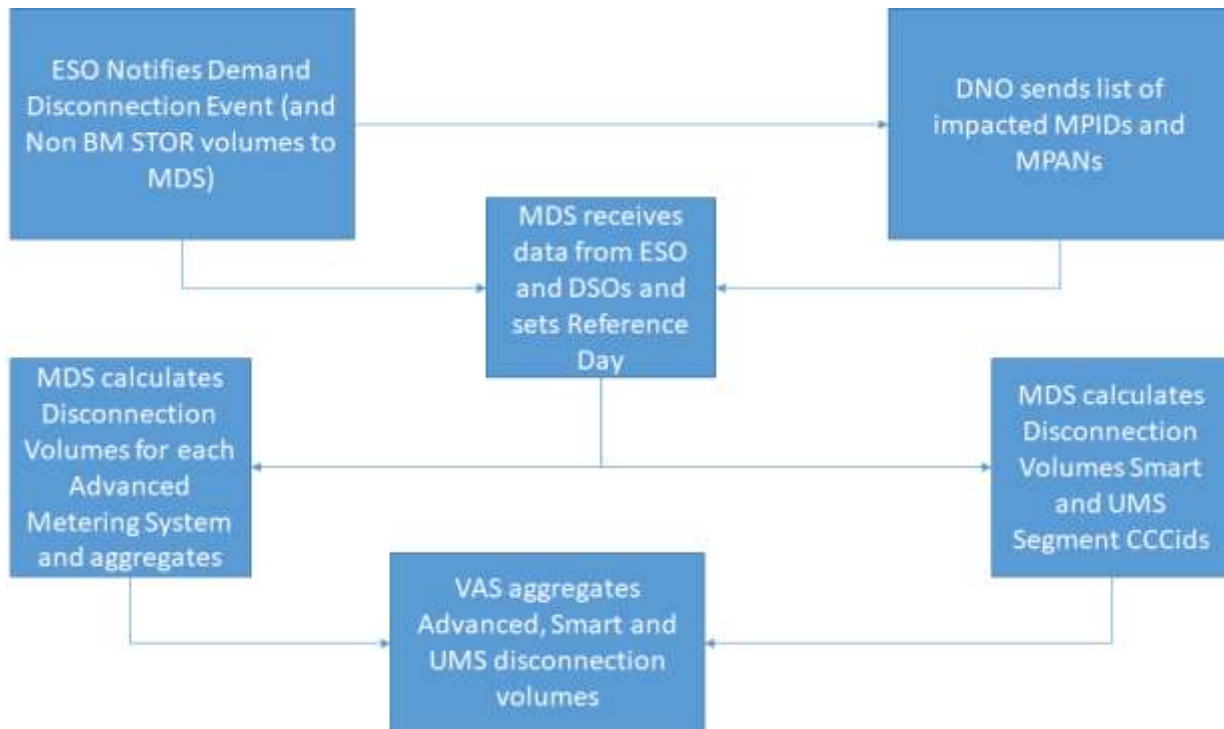 ESO Notifies Demand
Disconnection Event (and
Non BM STOR volumes to
MDS)
DNO sends list of
impacted MPIDs and
MPANs
MDS receives
data from ESO
and DSOs and
sets Reference
Day
MDS calculates
Disconnection
Volumes for each
Advanced
Metering System
and aggregates
MDS calculates
Disconnection
Volumes Smart
and UMS
Segment CCCids
VAS aggregates
Advanced, Smart and
UMS disconnection
volumes